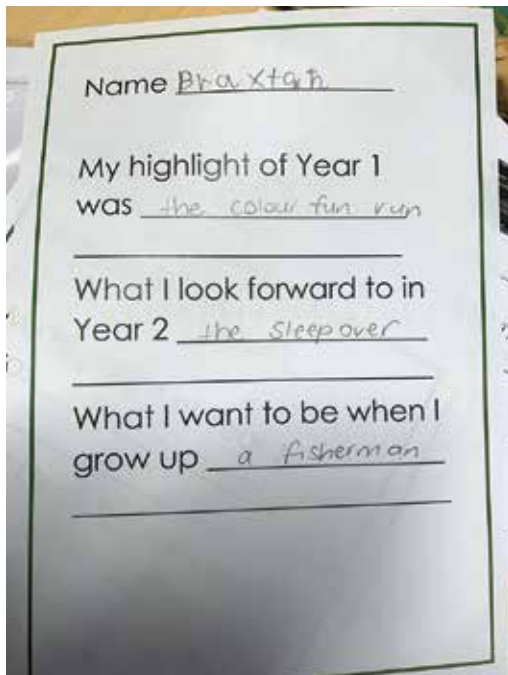 Name Braxtan
My highlight of Year 1
was the colour fun run
What I look forward to in
Year 2 the sleepover
What I want to be when I
grow up a fisherman